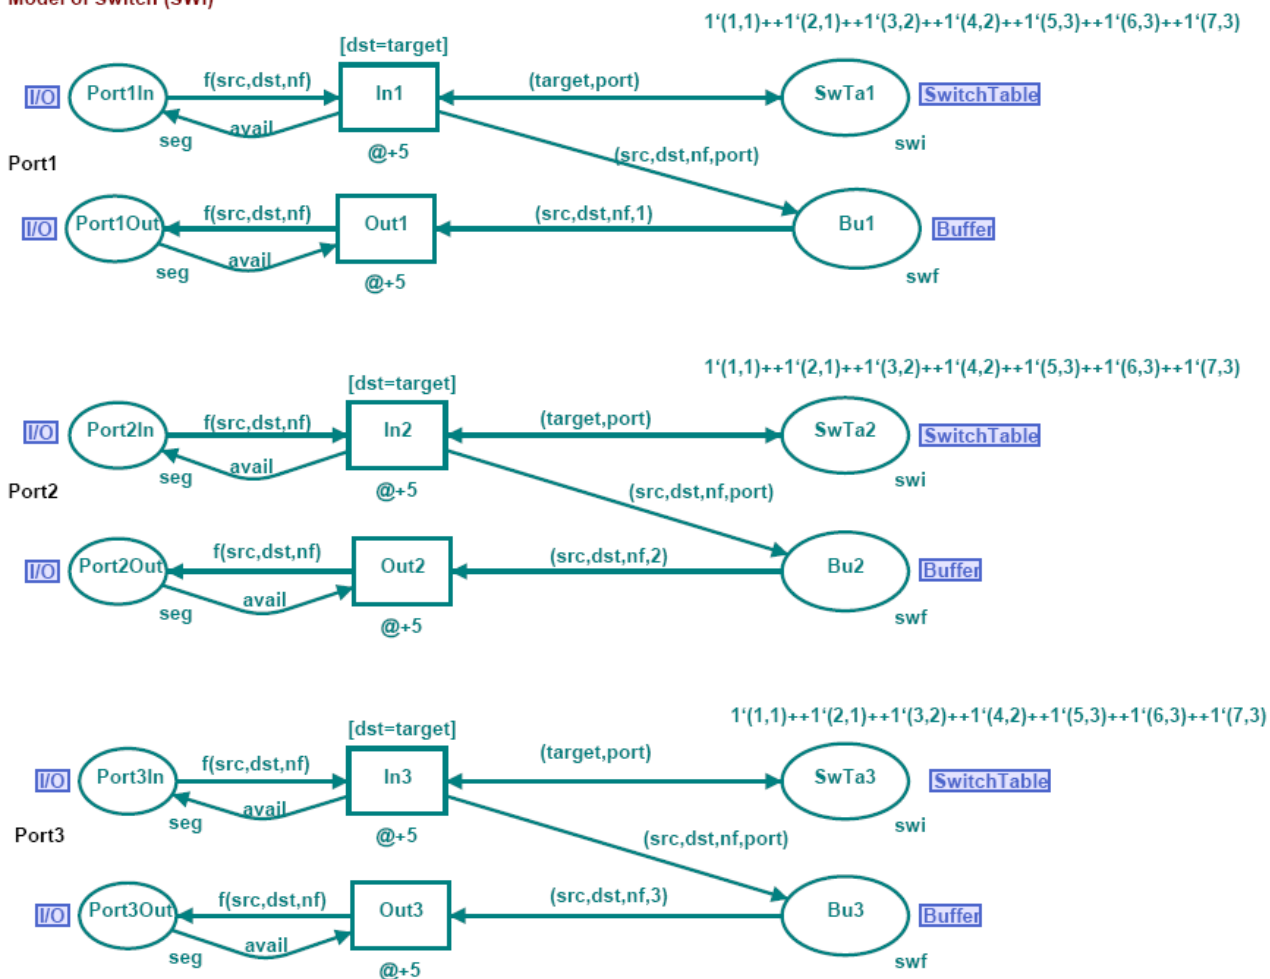 Model of Switch (SWI)
1‘(1,1)++1‘(2,1)++1‘(3,2)++1‘(4,2)++1‘(5,3)++1‘(6,3)++1‘(7,3)
[dst=target]
I/O
Port1In
f(src,dst,nf)
In1
(target,port)
SwTa1
SwitchTable
avail
seg
swi
@+5
(src,dst,nf,port)
Port1
I/O
Port1Out
f(src,dst,nf)
Out1
(src,dst,nf,1)
Bu1
Buffer
avail
seg
@+5
swf
1‘(1,1)++1‘(2,1)++1‘(3,2)++1‘(4,2)++1‘(5,3)++1‘(6,3)++1‘(7,3)
[dst=target]
I/O
Port2In
f(src,dst,nf)
In2
(target,port)
SwTa2
SwitchTable
avail
seg
swi
@+5
(src,dst,nf,port)
Port2
I/O
Port2Out
f(src,dst,nf)
Out2
(src,dst,nf,2)
Bu2
Buffer
avail
seg
@+5
swf
1‘(1,1)++1‘(2,1)++1‘(3,2)++1‘(4,2)++1‘(5,3)++1‘(6,3)++1‘(7,3)
[dst=target]
I/O
Port3In
f(src,dst,nf)
In3
(target,port)
SwTa3
SwitchTable
avail
seg
swi
@+5
(src,dst,nf,port)
Port3
I/O
Port3Out
f(src,dst,nf)
Out3
(src,dst,nf,3)
Bu3
Buffer
avail
seg
@+5
swf